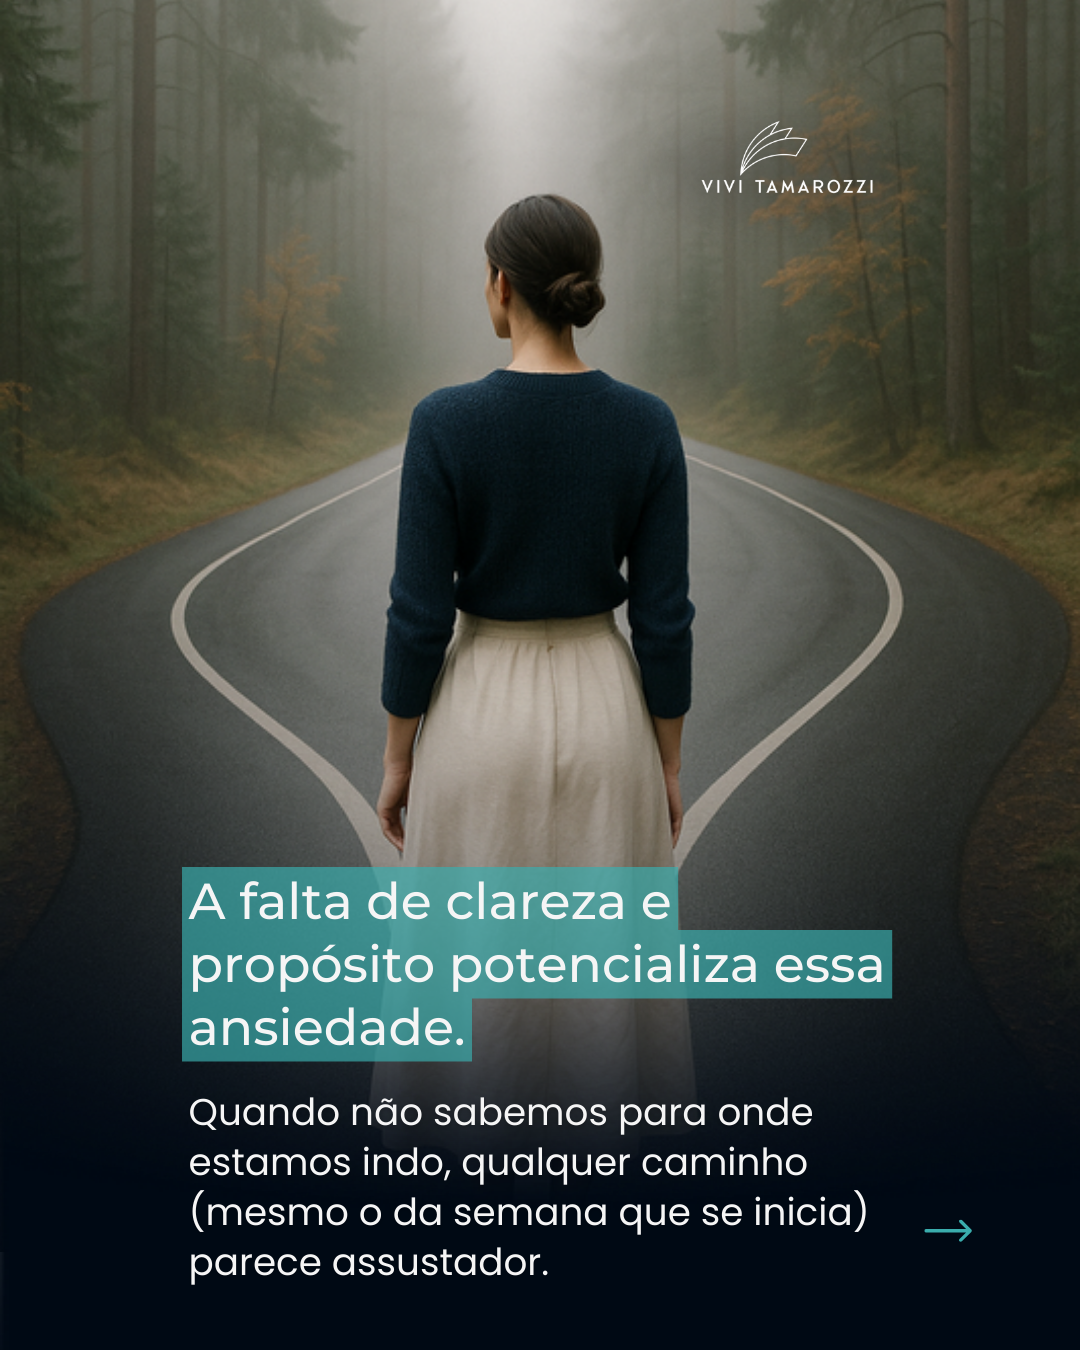 VIVI TAMAROZZI
A falta de clareza e
propósito potencializa essa
ansiedade.
Quando não sabemos para onde
estamos indo, qualquer caminho
(mesmo o da semana que se inicia)
parece assustador.